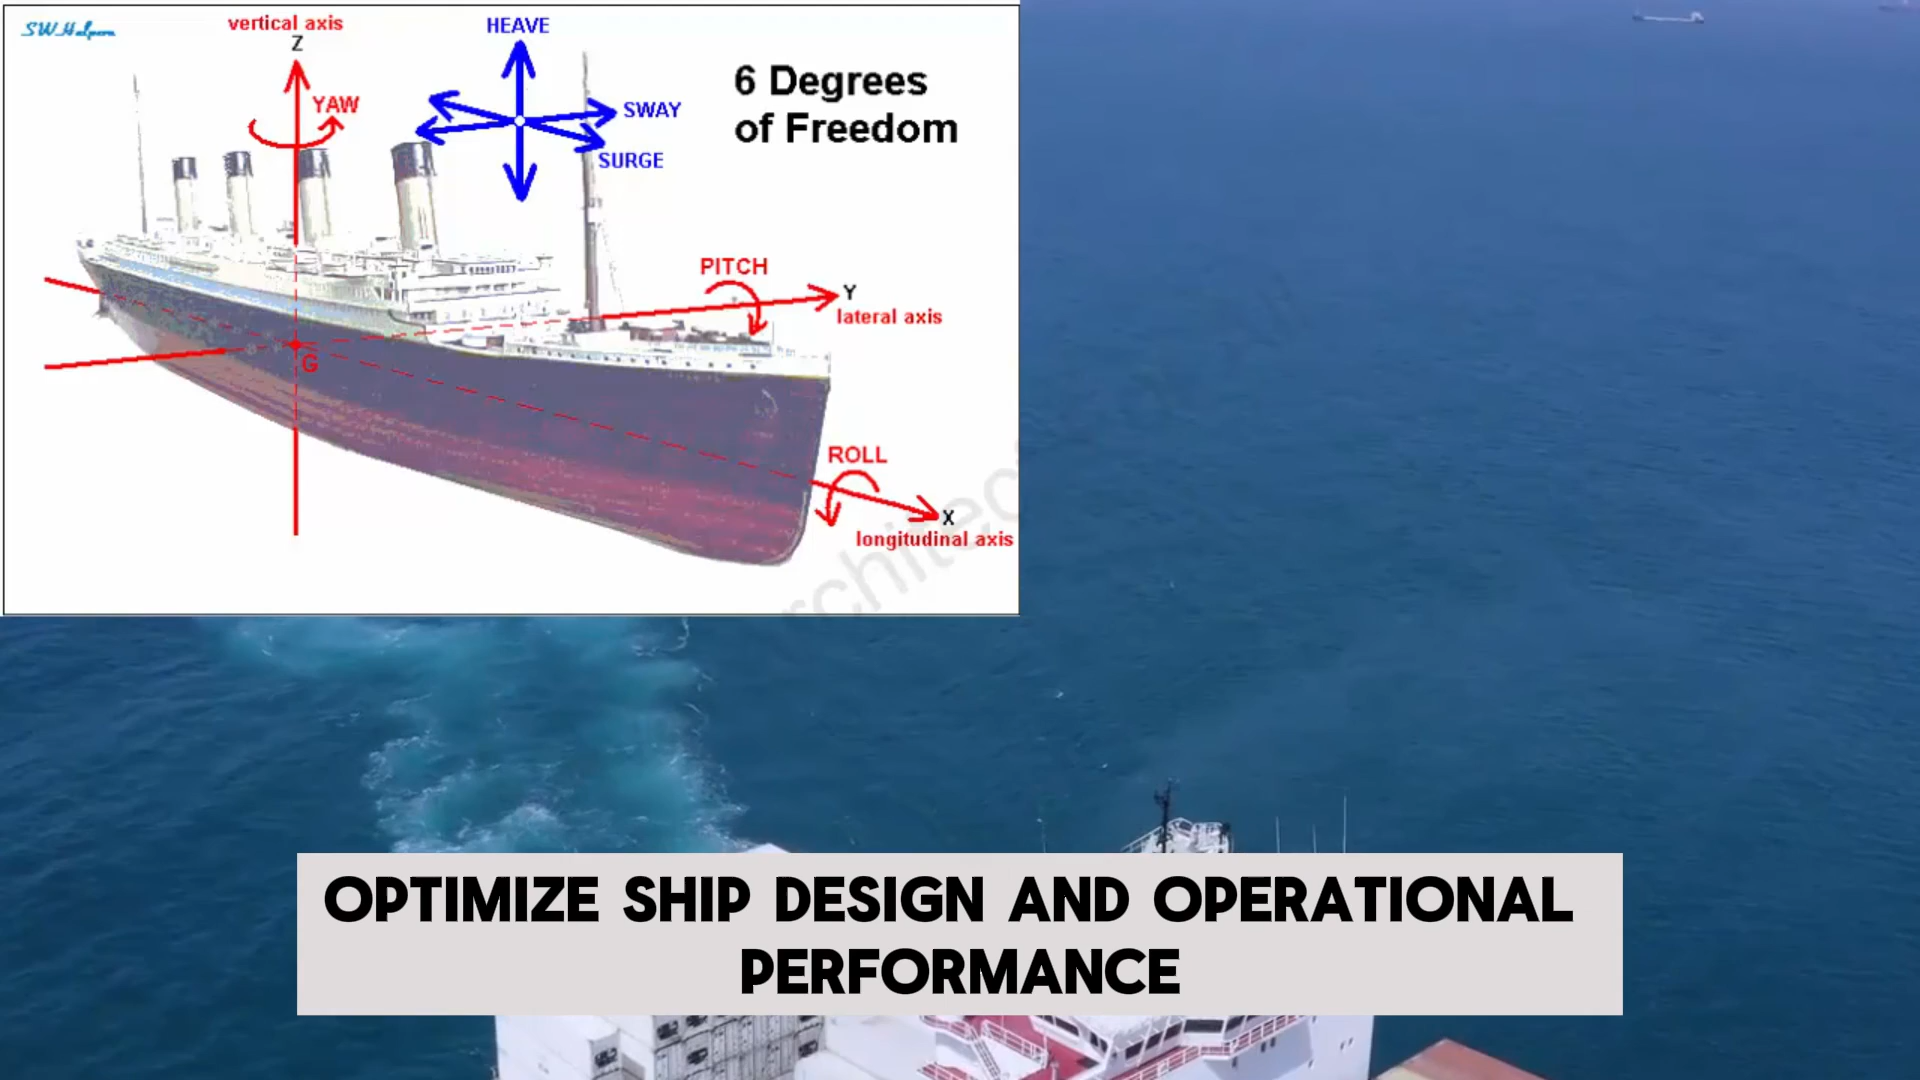 SWHelpers
vertical axis
Z
YAW
HEAVE
SWAY
SURGE
6 Degrees
of Freedom
PITCH
Y
lateral axis
G
ROLL
X
longitudinal axis
OPTIMIZE SHIP DESIGN AND OPERATIONAL
PERFORMANCE